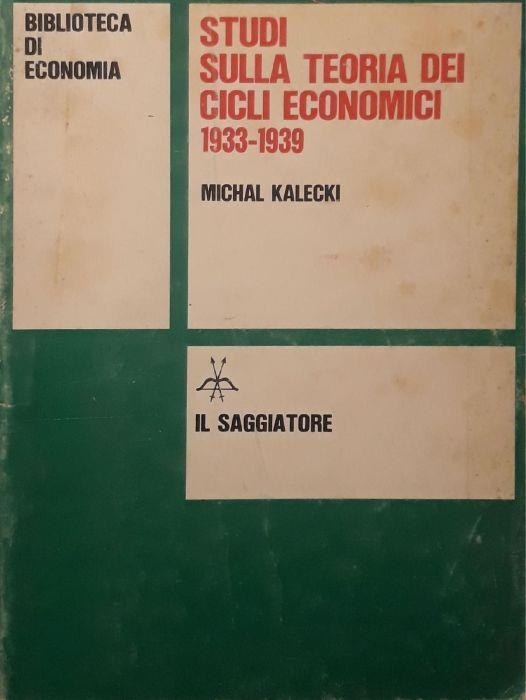 BIBLIOTECA
DI
ECONOMIA
STUDI
SULLA TEORIA DEI
CICLI ECONOMICI
1933-1939
MICHAL KALECKI
IL SAGGIATORE